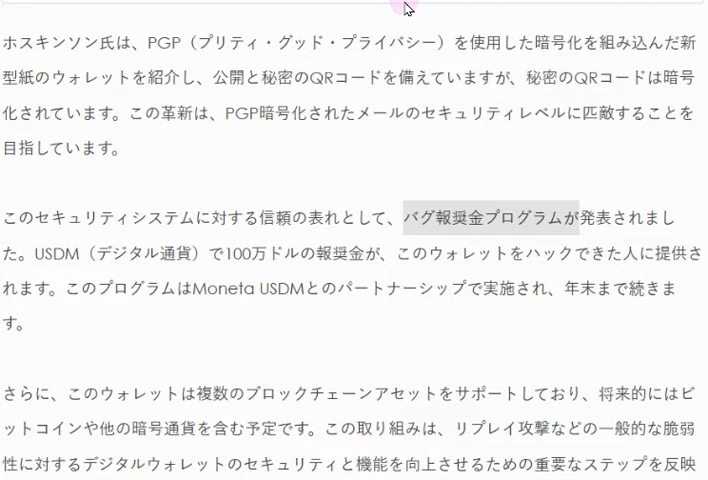 ホスキンソン氏は、PGP（プリティ・グッド・プライバシー）を使用した暗号化を組み込んだ新
型紙のウォレットを紹介し、公開と秘密のQRコードを備えていますが、秘密のQRコードは暗号
化されています。この革新は、PGP暗号化されたメールのセキュリティレベルに匹敵することを
目指しています。
このセキュリティシステムに対する信頼の表れとして、バグ報奨金プログラムが発表されまし
た。USDM（デジタル通貨）で100万ドルの報奨金が、このウォレットをハックできた人に提供さ
れます。このプログラムはMoneta USDMとのパートナーシップで実施され、年末まで続きま
す。
さらに、このウォレットは複数のブロックチェーンアセットをサポートしており、将来的にはビ
ットコインや他の暗号通貨を含む予定です。この取り組みは、リプレイ攻撃などの一般的な脆弱
性に対するデジタルウォレットのセキュリティと機能を向上させるための重要なステップを反映